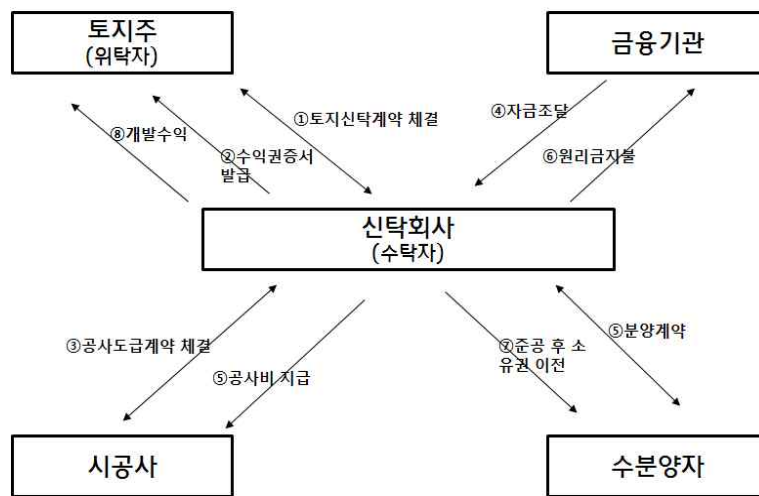 토지주
(위탁자)
금융기관
①토지신탁계약 체결
④자금조달
⑧개발수익
②수익권증서
발급
⑥원리금지불
신탁회사
(수탁자)
③공사도급계약 체결
⑤공사비 지급
⑦준공 후 소
유권 이전
⑤분양계약
시공사
수분양자